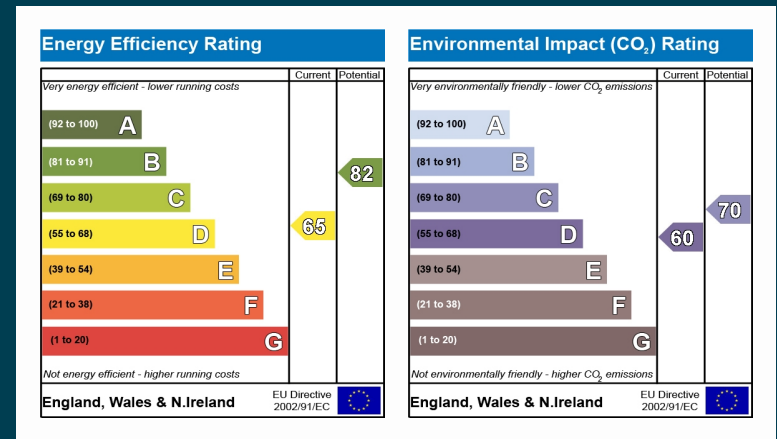 Energy Efficiency Rating
Current Potential
Very energy efficient - lower running costs
(92 to 100) A
(81 to 91) B
82
(69 to 80) C
(55 to 68) D
65
(39 to 54) E
(21 to 38) F
(1 to 20) G
Not energy efficient - higher running costs
England, Wales & N.Ireland
EU Directive
2002/91/EC
Environmental Impact (CO₂) Rating
Current Potential
Very environmentally friendly - lower CO₂ emissions
(92 to 100) A
(81 to 91) B
(69 to 80) C
70
(55 to 68) D
60
(39 to 54) E
(21 to 38) F
(1 to 20) G
Not environmentally friendly - higher CO₂ emissions
England, Wales & N.Ireland
EU Directive
2002/91/EC